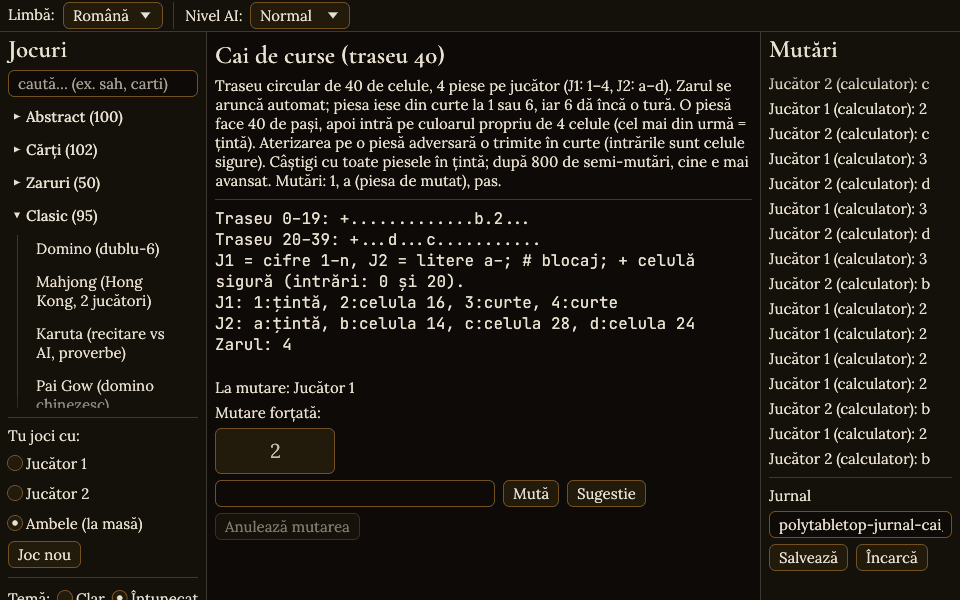 Limbă: Română ▼ Nivel AI: Normal ▼
Jocuri
caută... (ex. sah, carti)
▸ Abstract (100)
▸ Cărți (102)
▸ Zaruri (50)
▾ Clasic (95)
Domino (dublu-6)
Mahjong (Hong
Kong, 2 jucători)
Karuta (recitare vs
AI, proverbe)
Pai Gow (domino
chinezesc)
Tu joci cu:
Jucător 1
Jucător 2
Ambele (la masă)
Joc nou
Temă: Clar Întunecat
Cai de curse (traseu 40)
Traseu circular de 40 de celule, 4 piese pe jucător (J1: 1–4, J2: a–d). Zarul se
aruncă automat; piesa iese din curte la 1 sau 6, iar 6 dă încă o tură. O piesă
face 40 de pași, apoi intră pe culoarul propriu de 4 celule (cel mai din urmă =
țintă). Aterizarea pe o piesă adversară o trimite în curte (intrările sunt celule
sigure). Câștigi cu toate piesele în țintă; după 800 de semi-mutări, cine e mai
avansat. Mutări: 1, a (piesa de mutat), pas.
Traseu 0–19: +.............b.2...
Traseu 20–39: +...d...c...........
J1 = cifre 1-n, J2 = litere a-; # blocaj; + celulă
sigură (intrări: 0 și 20).
J1: 1:țintă, 2:celula 16, 3:curte, 4:curte
J2: a:țintă, b:celula 14, c:celula 28, d:celula 24
Zarul: 4
La mutare: Jucător 1
Mutare forțată:
2
Mută Sugestie
Anulează mutarea
Mutări
Jucător 2 (calculator): c
Jucător 1 (calculator): 2
Jucător 2 (calculator): c
Jucător 1 (calculator): 3
Jucător 2 (calculator): d
Jucător 1 (calculator): 3
Jucător 2 (calculator): d
Jucător 1 (calculator): 3
Jucător 2 (calculator): b
Jucător 1 (calculator): 2
Jucător 1 (calculator): 2
Jucător 1 (calculator): 2
Jucător 1 (calculator): 2
Jucător 2 (calculator): b
Jucător 1 (calculator): 2
Jucător 2 (calculator): b
Jurnal
polytabletop-jurnal-cai
Salvează Încarcă